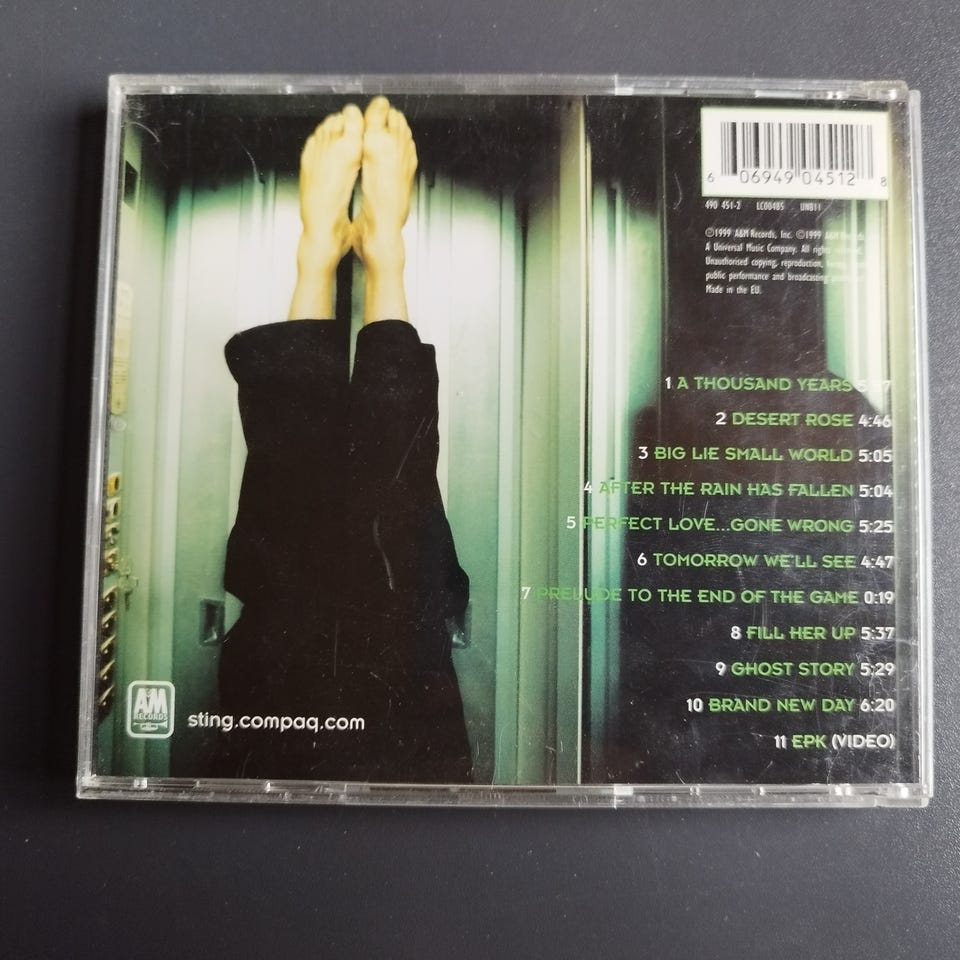 6 06949 04512 8
490 451-2 LC00485 UNB11
℗1999 A&M Records, Inc. ©1999 A&M Records
A Universal Music Company. All rights
Unauthorised copying, reproduction,
public performance and broadcasting
Made in the EU.
1 A THOUSAND YEARS
2 DESERT ROSE 4:46
3 BIG LIE SMALL WORLD 5:05
4 AFTER THE RAIN HAS FALLEN 5:04
5 PERFECT LOVE...GONE WRONG 5:25
6 TOMORROW WE'LL SEE 4:47
7 PRELUDE TO THE END OF THE GAME 0:19
8 FILL HER UP 5:37
9 GHOST STORY 5:29
10 BRAND NEW DAY 6:20
11 EPK (VIDEO)
A&M
RECORDS
sting.compaq.com